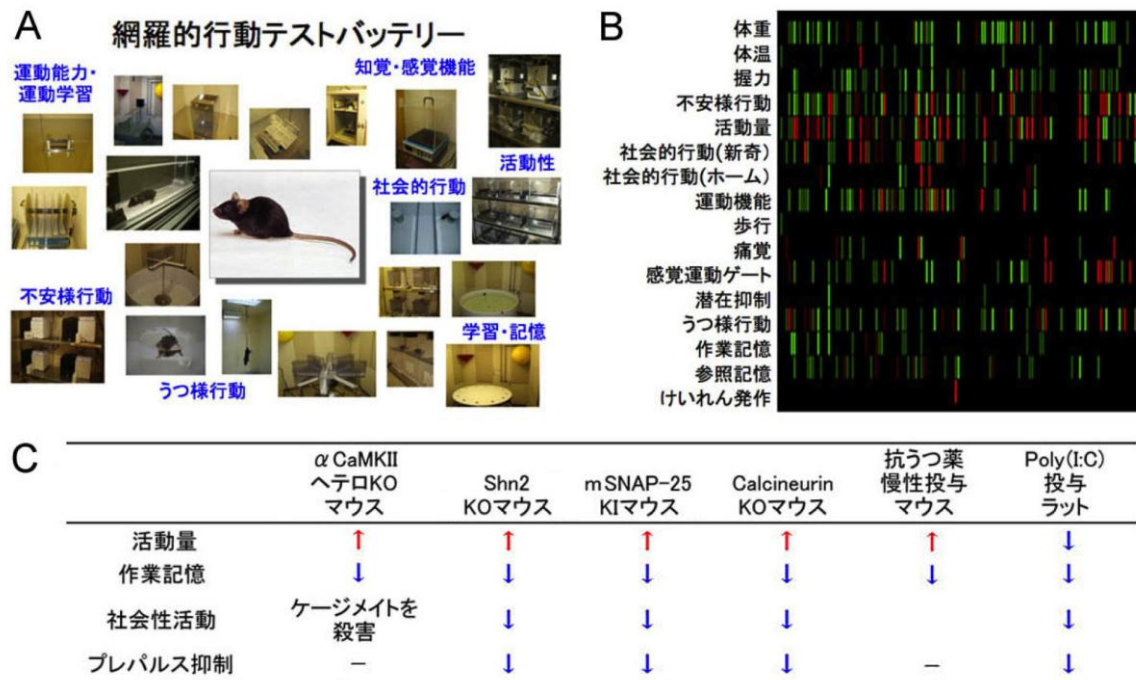 A
網羅的行動テストバッテリー
運動能力・
運動学習
知覚・感覚機能
活動性
社会的行動
不安様行動
うつ様行動
学習・記憶
B
体重
体温
握力
不安様行動
活動量
社会的行動(新奇)
社会的行動(ホーム)
運動機能
歩行
痛覚
感覚運動ゲート
潜在抑制
うつ様行動
作業記憶
参照記憶
けいれん発作
C
αCaMKII
ヘテロKO
マウス
Shn2
KOマウス
mSNAP-25
KIマウス
Calcineurin
KOマウス
抗うつ薬
慢性投与
マウス
Poly(I:C)
投与
ラット
活動量 ↑ ↑ ↑ ↑ ↑ ↓
作業記憶 ↓ ↓ ↓ ↓ ↓ ↓
社会性活動 ケージメイトを
殺害 ↓ ↓ ↓ ↓
プレパルス抑制 − ↓ ↓ ↓ − ↓